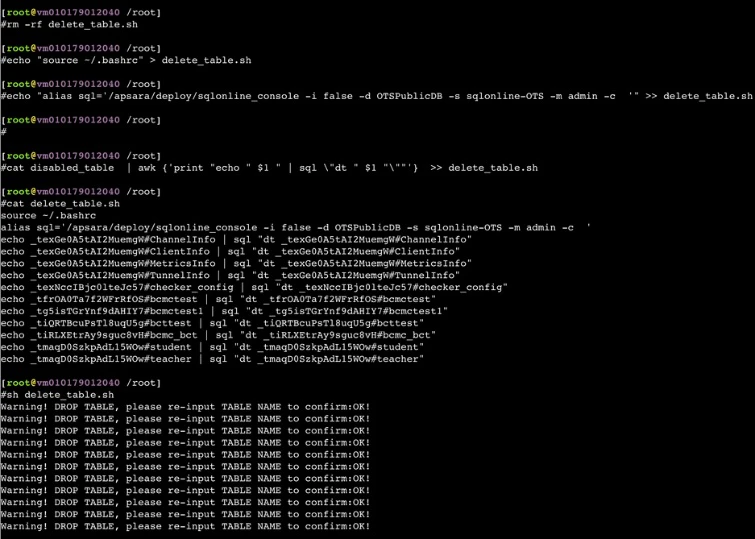 [root@vm010179012040 /root]
#rm -rf delete_table.sh
[root@vm010179012040 /root]
#echo "source ~/.bashrc" > delete_table.sh
[root@vm010179012040 /root]
#echo "alias sql='/apsara/deploy/sqlonline_console -i false -d OTSPublicDB -s sqlonline-OTS -m admin -c  '" >> delete_table.sh
[root@vm010179012040 /root]
#
[root@vm010179012040 /root]
#cat disabled_table  | awk {'print "echo " $1 " | sql \"dt " $1 "\""'}  >> delete_table.sh
[root@vm010179012040 /root]
#cat delete_table.sh
source ~/.bashrc
alias sql='/apsara/deploy/sqlonline_console -i false -d OTSPublicDB -s sqlonline-OTS -m admin -c  '
echo _texGe0A5tAI2MuemgW#ChannelInfo | sql "dt _texGe0A5tAI2MuemgW#ChannelInfo"
echo _texGe0A5tAI2MuemgW#ClientInfo | sql "dt _texGe0A5tAI2MuemgW#ClientInfo"
echo _texGe0A5tAI2MuemgW#MetricsInfo | sql "dt _texGe0A5tAI2MuemgW#MetricsInfo"
echo _texGe0A5tAI2MuemgW#TunnelInfo | sql "dt _texGe0A5tAI2MuemgW#TunnelInfo"
echo _texNccIBjc0lteJc57#checker_config | sql "dt _texNccIBjc0lteJc57#checker_config"
echo _tfrOA0Ta7f2WFrRfOS#bcmctest | sql "dt _tfrOA0Ta7f2WFrRfOS#bcmctest"
echo _tg5isTGrYnf9dAHIY7#bcmctest1 | sql "dt _tg5isTGrYnf9dAHIY7#bcmctest1"
echo _tiQRTBcuPsTl8uqU5g#bcttest | sql "dt _tiQRTBcuPsTl8uqU5g#bcttest"
echo _tiRLXEtrAy9sguc8vH#bcmc_bct | sql "dt _tiRLXEtrAy9sguc8vH#bcmc_bct"
echo _tmaqD0SzkpAdL15WOw#student | sql "dt _tmaqD0SzkpAdL15WOw#student"
echo _tmaqD0SzkpAdL15WOw#teacher | sql "dt _tmaqD0SzkpAdL15WOw#teacher"
[root@vm010179012040 /root]
#sh delete_table.sh
Warning! DROP TABLE, please re-input TABLE NAME to confirm:OK!
Warning! DROP TABLE, please re-input TABLE NAME to confirm:OK!
Warning! DROP TABLE, please re-input TABLE NAME to confirm:OK!
Warning! DROP TABLE, please re-input TABLE NAME to confirm:OK!
Warning! DROP TABLE, please re-input TABLE NAME to confirm:OK!
Warning! DROP TABLE, please re-input TABLE NAME to confirm:OK!
Warning! DROP TABLE, please re-input TABLE NAME to confirm:OK!
Warning! DROP TABLE, please re-input TABLE NAME to confirm:OK!
Warning! DROP TABLE, please re-input TABLE NAME to confirm:OK!
Warning! DROP TABLE, please re-input TABLE NAME to confirm:OK!
Warning! DROP TABLE, please re-input TABLE NAME to confirm:OK!